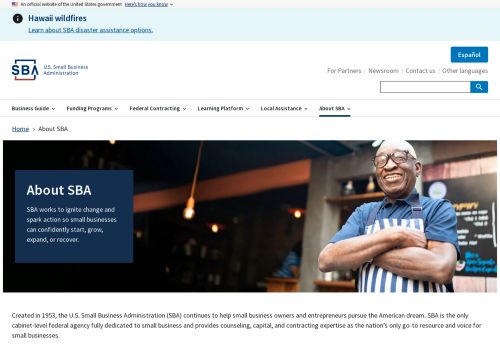 An official website of the United States government Here's how you know
Hawaii wildfires
Learn about SBA disaster assistance options.
Español
SBA U.S. Small Business Administration
For Partners Newsroom Contact us Other languages
Business Guide Funding Programs Federal Contracting Learning Platform Local Assistance About SBA
Home › About SBA
About SBA
SBA works to ignite change and
spark action so small businesses
can confidently start, grow,
expand, or recover.
Created in 1953, the U.S. Small Business Administration (SBA) continues to help small business owners and entrepreneurs pursue the American dream. SBA is the only
cabinet-level federal agency fully dedicated to small business and provides counseling, capital, and contracting expertise as the nation's only go-to resource and voice for
small businesses.